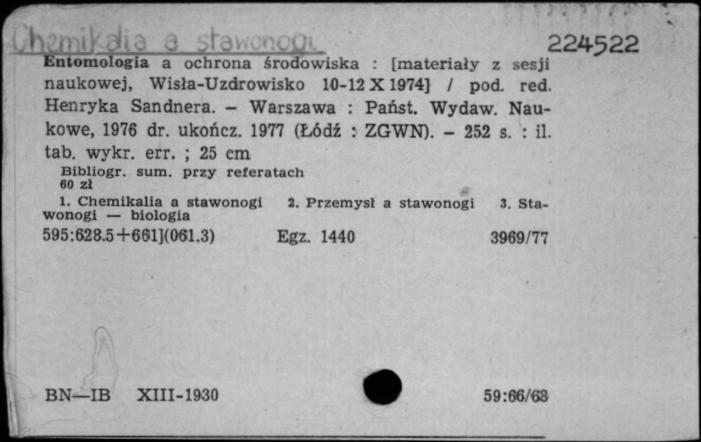 Chemikalia a stawonogi
224522
Entomologia a ochrona środowiska : [materiały z sesji
naukowej, Wisła-Uzdrowisko 10-12 X 1974] / pod. red.
Henryka Sandnera. — Warszawa : Państ. Wydaw. Nau-
kowe, 1976 dr. ukończ. 1977 (Łódź : ZGWN). — 252 s. : il.
tab. wykr. err. ; 25 cm
Bibliogr. sum. przy referatach
60 zł
1. Chemikalia a stawonogi 2. Przemysł a stawonogi 3. Sta-
wonogi — biologia
595:628.5+661](061.3) Egz. 1440 3969/77
BN—IB XIII-1930 59:66/68